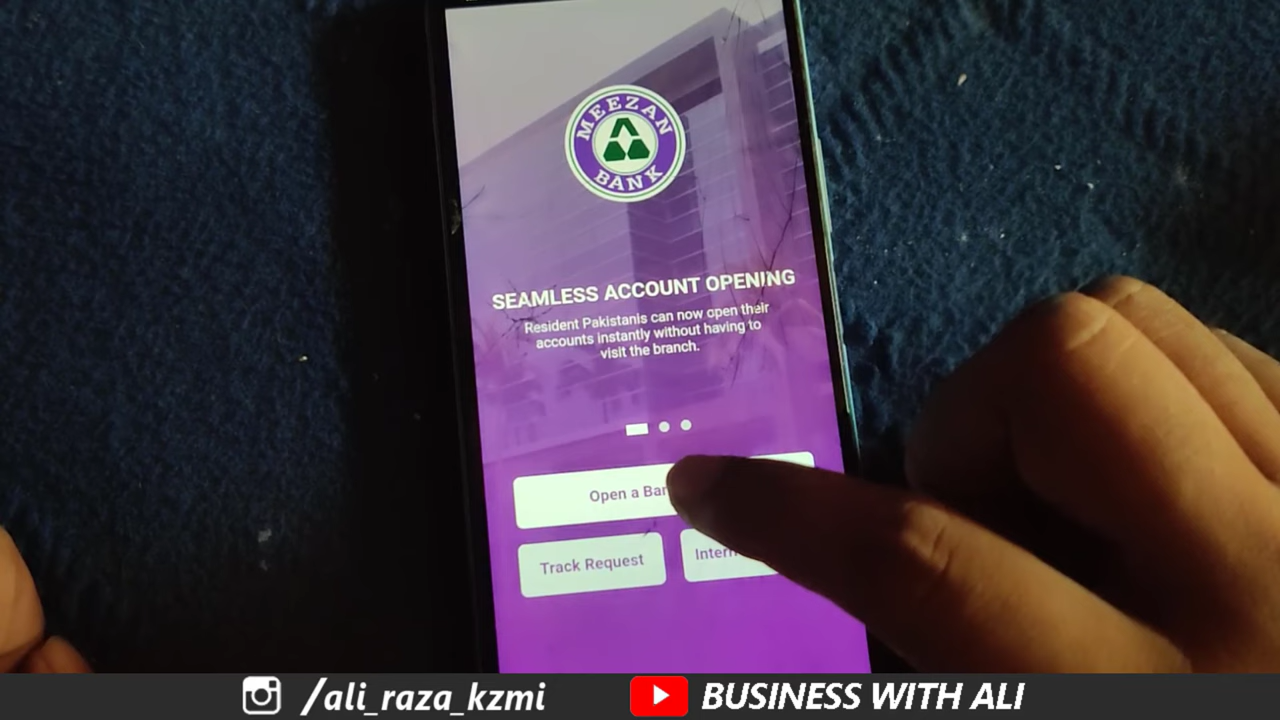 MEEZAN
BANK
SEAMLESS ACCOUNT OPENING
Resident Pakistanis can now open their
accounts instantly without having to
visit the branch.
Open a
Track Request
/ali_raza_kzmi
BUSINESS WITH ALI